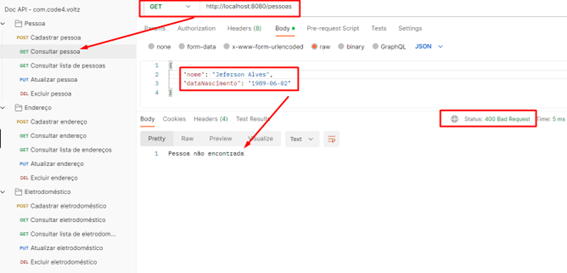 Doc API - com.code4.voltz
Pessoa
POST Cadastrar pessoa
GET Consultar pessoa
GET Consultar lista de pessoas
PUT Atualizar pessoa
DEL Excluir pessoa
Endereço
POST Cadastrar endereço
GET Consultar endereço
GET Consultar lista de endereços
PUT Atualizar endereço
DEL Excluir endereço
Eletrodoméstico
POST Cadastrar eletrodoméstico
GET Consultar eletrodoméstico
GET Consultar lista de eletrodom...
PUT Atualizar eletrodoméstico
DEL Excluir eletrodoméstico
GET http://localhost:8080/pessoas
Params Authorization Headers (8) Body Pre-request Script Tests Settings
none form-data x-www-form-urlencoded raw binary GraphQL JSON
1 {
2 "nome": "Jeferson Alves",
3 "dataNascimento": "1989-06-02"
Body Cookies Headers (4) Test Results
Status: 400 Bad Request Time: 5 ms
Pretty Raw Preview Visualize Text
1 Pessoa não encontrada